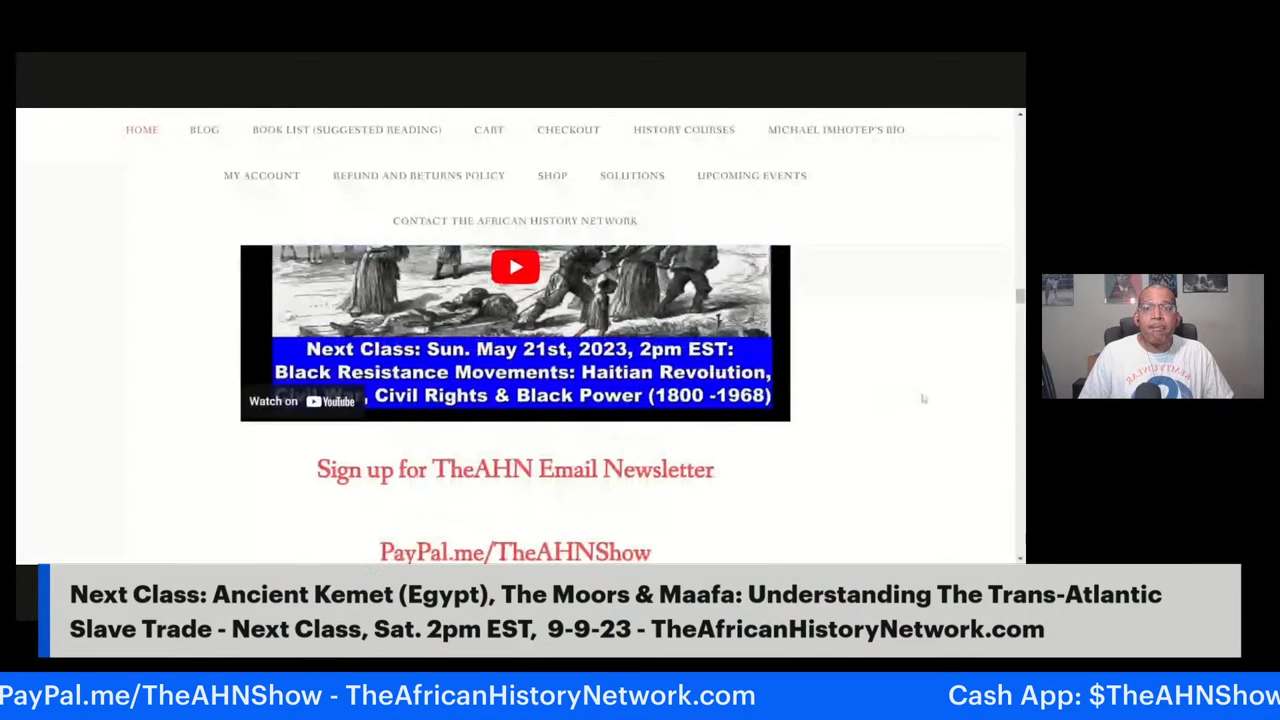 HOME BLOG BOOK LIST (SUGGESTED READING) CART CHECKOUT HISTORY COURSES MICHAEL IMHOTEP'S BIO
MY ACCOUNT REFUND AND RETURNS POLICY SHOP SOLUTIONS UPCOMING EVENTS
CONTACT THE AFRICAN HISTORY NETWORK
Next Class: Sun. May 21st, 2023, 2pm EST:
Black Resistance Movements: Haitian Revolution,
Civil War, Civil Rights & Black Power (1800 -1968)
Watch on YouTube
Sign up for TheAHN Email Newsletter
PayPal.me/TheAHNShow
Next Class: Ancient Kemet (Egypt), The Moors & Maafa: Understanding The Trans-Atlantic
Slave Trade - Next Class, Sat. 2pm EST, 9-9-23 - TheAfricanHistoryNetwork.com
PayPal.me/TheAHNShow - TheAfricanHistoryNetwork.com Cash App: $TheAHNShow